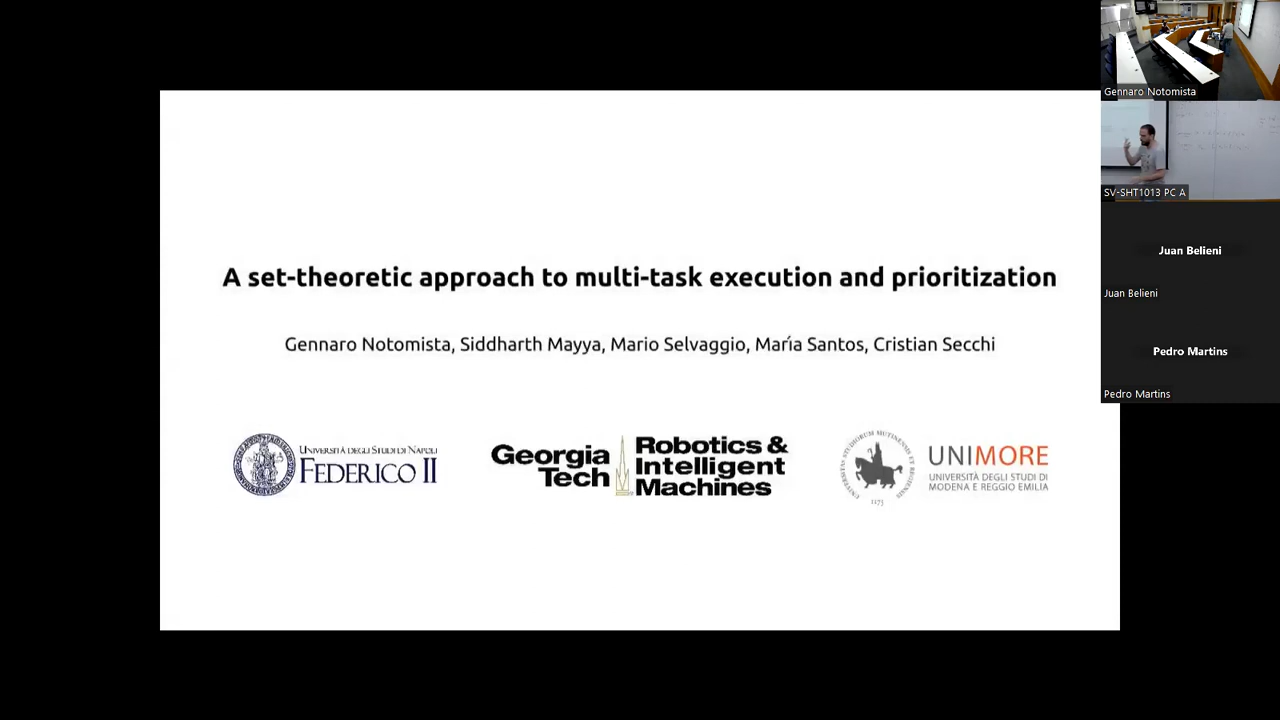 A set-theoretic approach to multi-task execution and prioritization
Gennaro Notomista, Siddharth Mayya, Mario Selvaggio, María Santos, Cristian Secchi
UNIVERSITÀ DEGLI STUDI DI NAPOLI
FEDERICO II
Georgia
Tech
Robotics &
Intelligent
Machines
UNIMORE
UNIVERSITÀ DEGLI STUDI DI
MODENA E REGGIO EMILIA
1175
Gennaro Notomista
SV-SHT1013 PC A
Juan Belieni
Juan Belieni
Pedro Martins
Pedro Martins